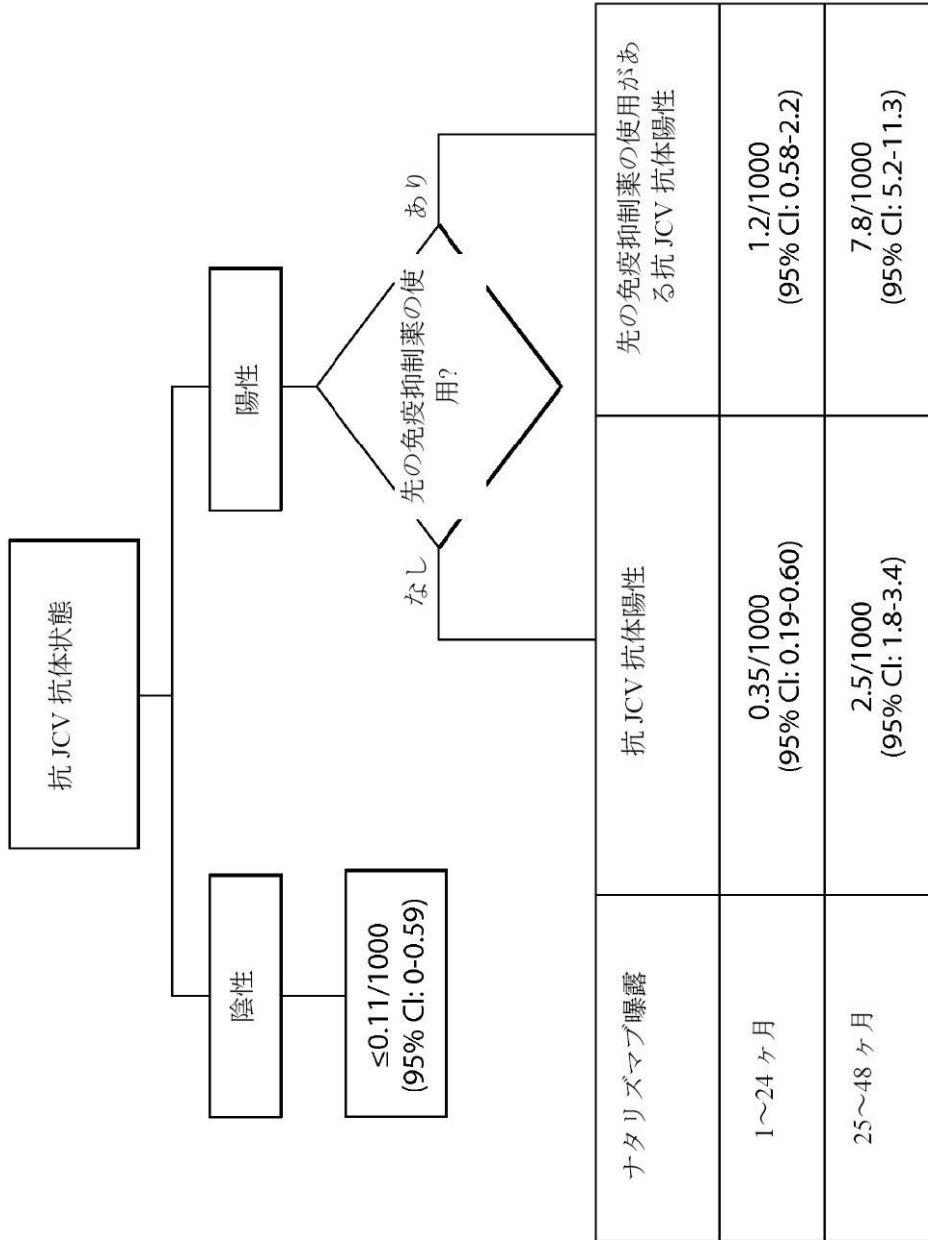 抗 JCV 抗体状態
陰性
陽性
≤0.11/1000
(95% CI: 0-0.59)
先の免疫抑制薬の使
用?
なし
あり
ナタリズマブ曝露
抗 JCV 抗体陽性
先の免疫抑制薬の使用があ
る抗 JCV 抗体陽性
1～24 ヶ月
0.35/1000
(95% CI: 0.19-0.60)
1.2/1000
(95% CI: 0.58-2.2)
25～48 ヶ月
2.5/1000
(95% CI: 1.8-3.4)
7.8/1000
(95% CI: 5.2-11.3)